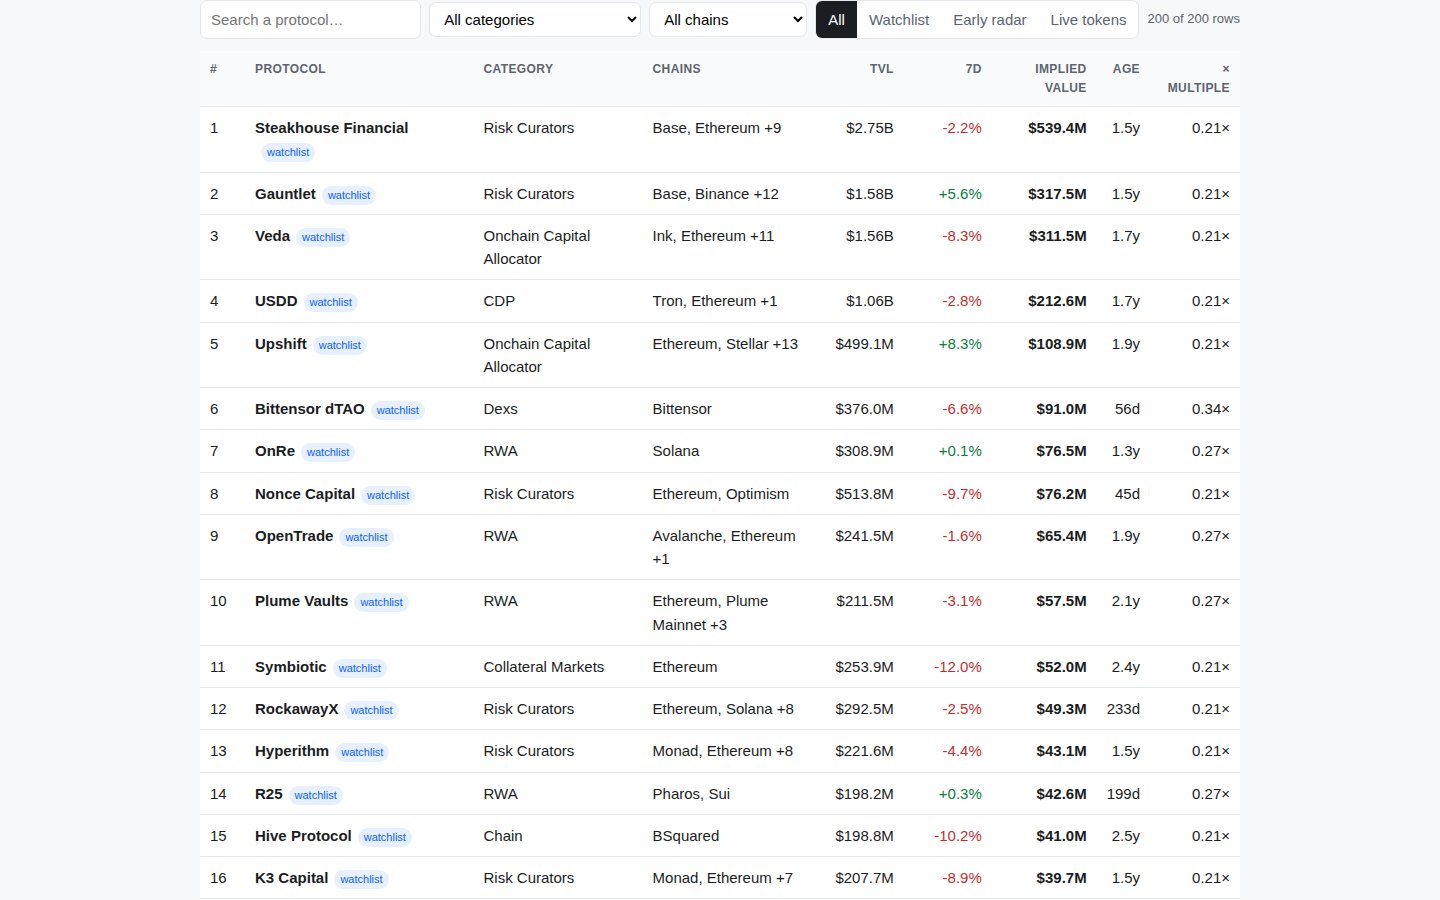 Search a protocol… All categories All chains All Watchlist Early radar Live tokens 200 of 200 rows
# PROTOCOL CATEGORY CHAINS TVL 7D IMPLIED VALUE AGE × MULTIPLE
1 Steakhouse Financial watchlist Risk Curators Base, Ethereum +9 $2.75B -2.2% $539.4M 1.5y 0.21×
2 Gauntlet watchlist Risk Curators Base, Binance +12 $1.58B +5.6% $317.5M 1.5y 0.21×
3 Veda watchlist Onchain Capital Allocator Ink, Ethereum +11 $1.56B -8.3% $311.5M 1.7y 0.21×
4 USDD watchlist CDP Tron, Ethereum +1 $1.06B -2.8% $212.6M 1.7y 0.21×
5 Upshift watchlist Onchain Capital Allocator Ethereum, Stellar +13 $499.1M +8.3% $108.9M 1.9y 0.21×
6 Bittensor dTAO watchlist Dexs Bittensor $376.0M -6.6% $91.0M 56d 0.34×
7 OnRe watchlist RWA Solana $308.9M +0.1% $76.5M 1.3y 0.27×
8 Nonce Capital watchlist Risk Curators Ethereum, Optimism $513.8M -9.7% $76.2M 45d 0.21×
9 OpenTrade watchlist RWA Avalanche, Ethereum +1 $241.5M -1.6% $65.4M 1.9y 0.27×
10 Plume Vaults watchlist RWA Ethereum, Plume Mainnet +3 $211.5M -3.1% $57.5M 2.1y 0.27×
11 Symbiotic watchlist Collateral Markets Ethereum $253.9M -12.0% $52.0M 2.4y 0.21×
12 RockawayX watchlist Risk Curators Ethereum, Solana +8 $292.5M -2.5% $49.3M 233d 0.21×
13 Hyperithm watchlist Risk Curators Monad, Ethereum +8 $221.6M -4.4% $43.1M 1.5y 0.21×
14 R25 watchlist RWA Pharos, Sui $198.2M +0.3% $42.6M 199d 0.27×
15 Hive Protocol watchlist Chain BSquared $198.8M -10.2% $41.0M 2.5y 0.21×
16 K3 Capital watchlist Risk Curators Monad, Ethereum +7 $207.7M -8.9% $39.7M 1.5y 0.21×